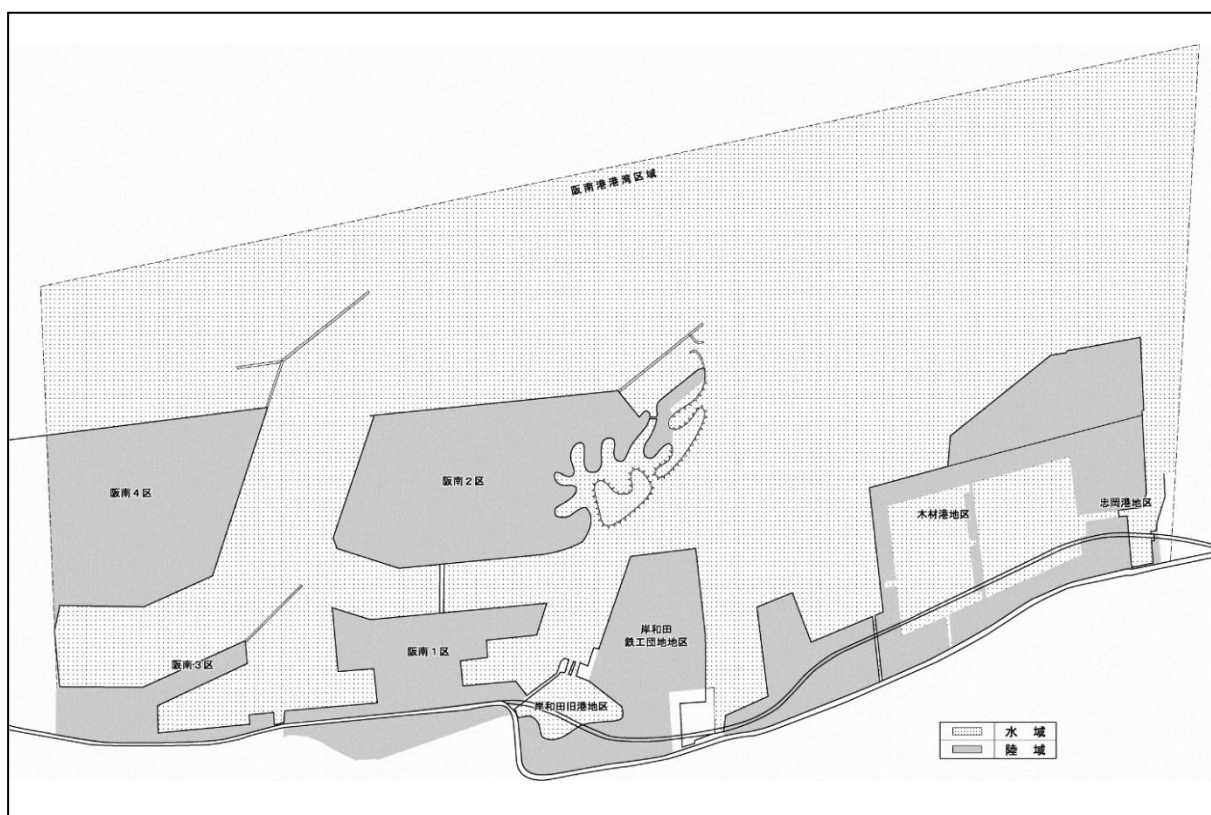 阪南港港湾区域
阪南4区
阪南2区
木材港地区
忠岡港地区
阪南3区
阪南1区
岸和田
鉄工団地地区
岸和田旧港地区
水 域
陸 域